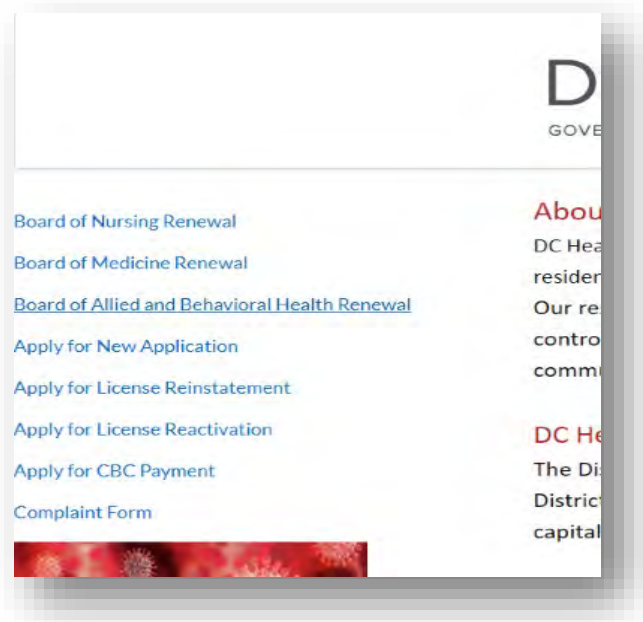 D
GOVE
Board of Nursing Renewal
Board of Medicine Renewal
Board of Allied and Behavioral Health Renewal
Apply for New Application
Apply for License Reinstatement
Apply for License Reactivation
Apply for CBC Payment
Complaint Form
Abou
DC Hea
residen
Our re
contro
commu
DC He
The Di
District
capital